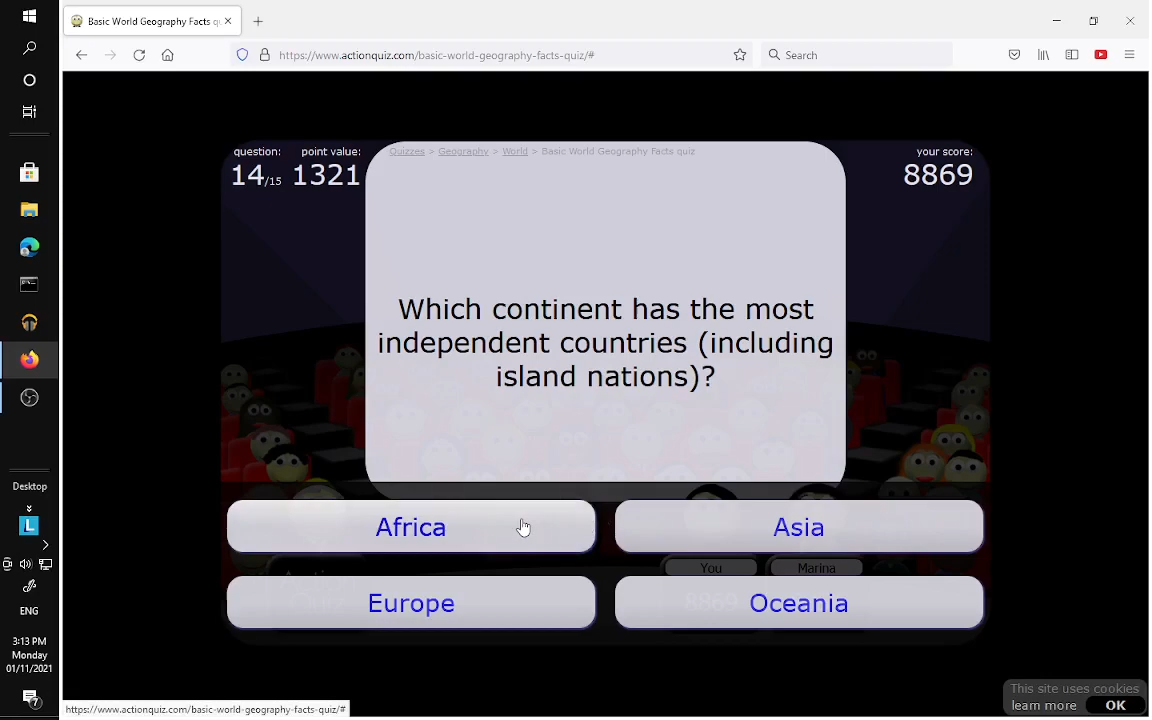 Basic World Geography Facts qu
https://www.actionquiz.com/basic-world-geography-facts-quiz/#
Search
question:
14/15
point value:
1321
Quizzes > Geography > World > Basic World Geography Facts quiz
your score:
8869
Which continent has the most
independent countries (including
island nations)?
Africa
Asia
You
Marina
Europe
8869
Oceania
Desktop
L
ENG
3:13 PM
Monday
01/11/2021
7
This site uses cookies
learn more
OK
https://www.actionquiz.com/basic-world-geography-facts-quiz/#